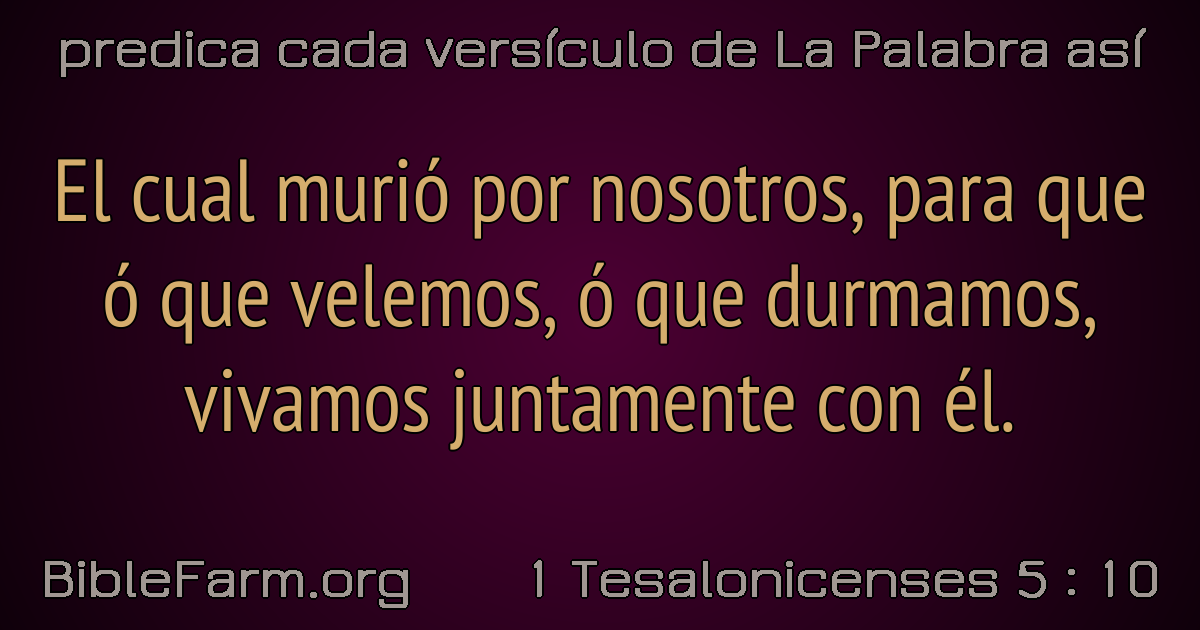 predica cada versículo de La Palabra así
El cual murió por nosotros, para que
ó que velemos, ó que durmamos,
vivamos juntamente con él.
BibleFarm.org 1 Tesalonicenses 5 : 10